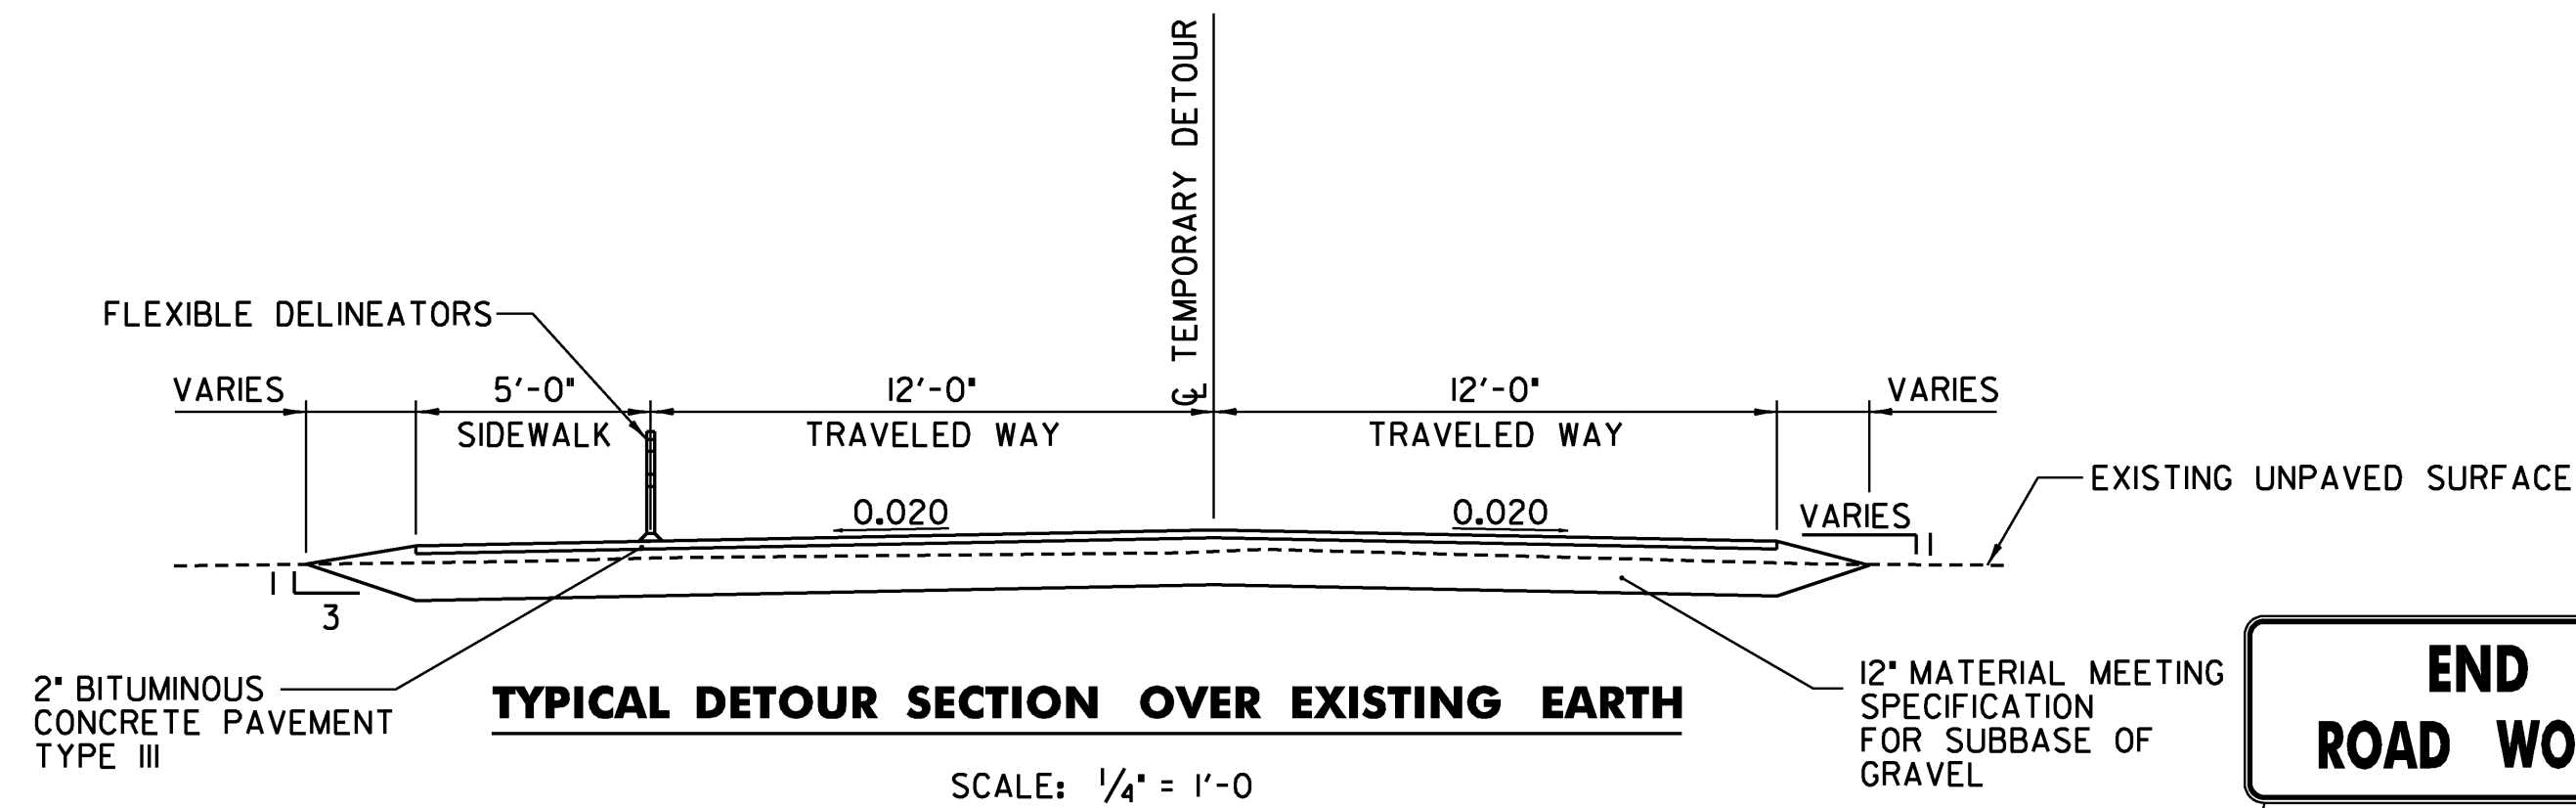 ℄ TEMPORARY DETOUR
FLEXIBLE DELINEATORS
VARIES
5'-0"
12'-0"
12'-0"
VARIES
SIDEWALK
TRAVELED WAY
TRAVELED WAY
EXISTING UNPAVED SURFACE
0.020
0.020
VARIES
1
1
3
2" BITUMINOUS
CONCRETE PAVEMENT
TYPE III
TYPICAL DETOUR SECTION OVER EXISTING EARTH
SCALE: 1/4" = 1'-0
12" MATERIAL MEETING
SPECIFICATION
FOR SUBBASE OF
GRAVEL
END
ROAD WO